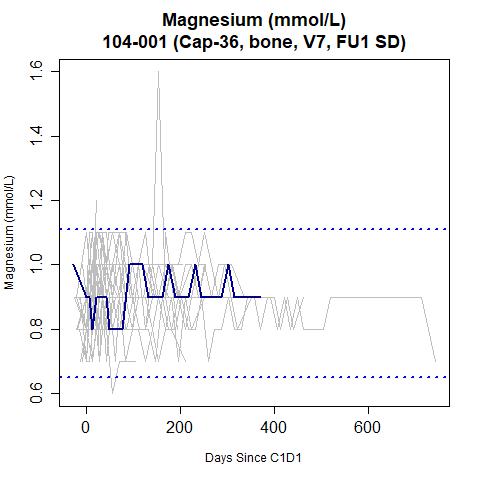 Magnesium (mmol/L)
104-001 (Cap-36, bone, V7, FU1 SD)
Magnesium (mmol/L)
1.6
1.4
1.2
1.0
0.8
0.6
0 200 400 600
Days Since C1D1